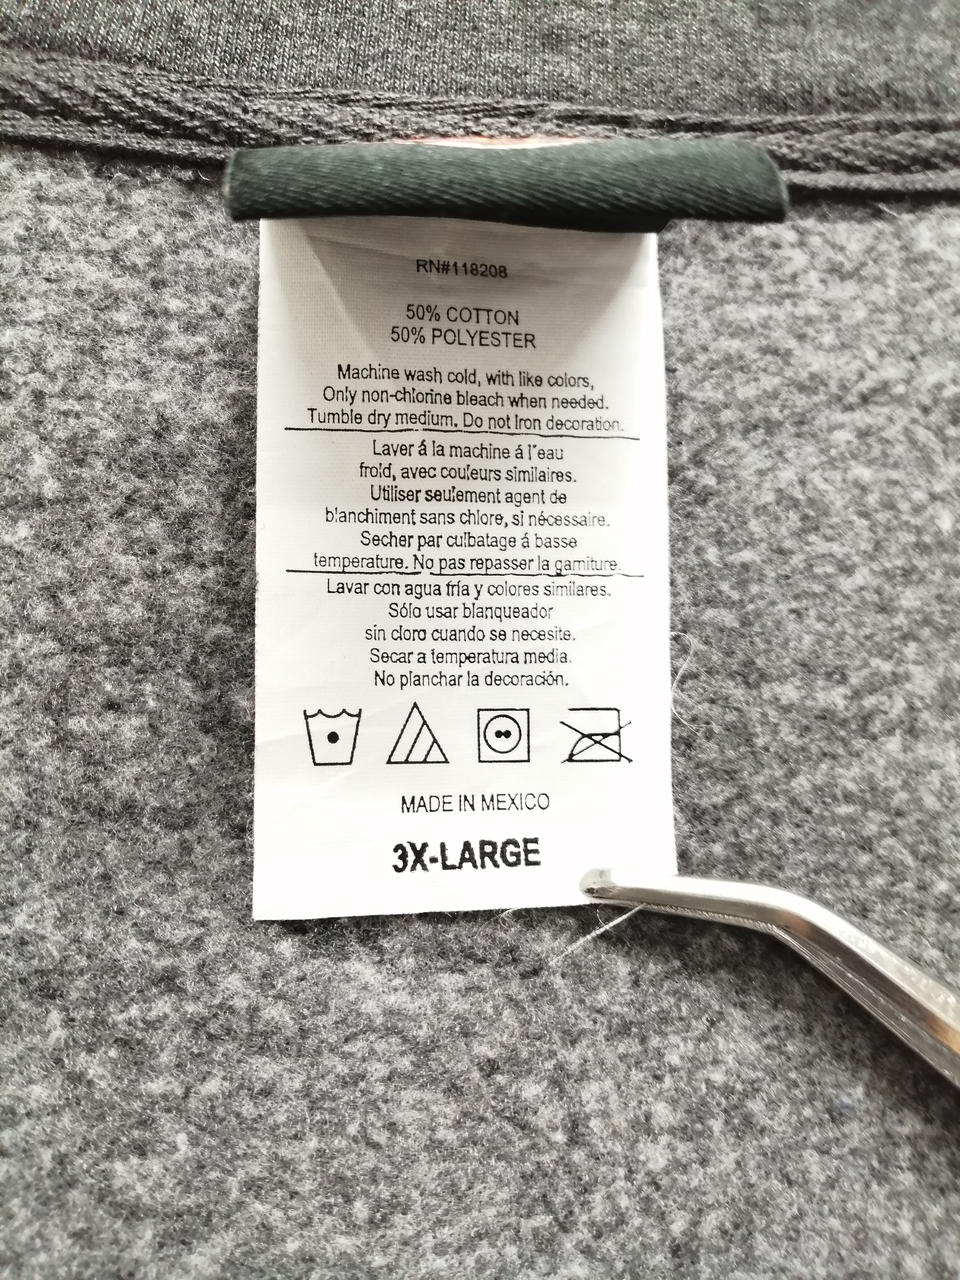 RN#118208
50% COTTON
50% POLYESTER
Machine wash cold, with like colors,
Only non-chlorine bleach when needed.
Tumble dry medium. Do not Iron decoration.
Laver á la machine á l'eau
frold, avec couleurs similaires.
Utiliser seulement agent de
blanchiment sans chlore, si nécessaire.
Secher par culbatage á basse
temperature. No pas repasser la garniture.
Lavar con agua fría y colores similares.
Sólo usar blanqueador
sin cloro cuando se necesite.
Secar a temperatura media.
No planchar la decoración.
MADE IN MEXICO
3X-LARGE